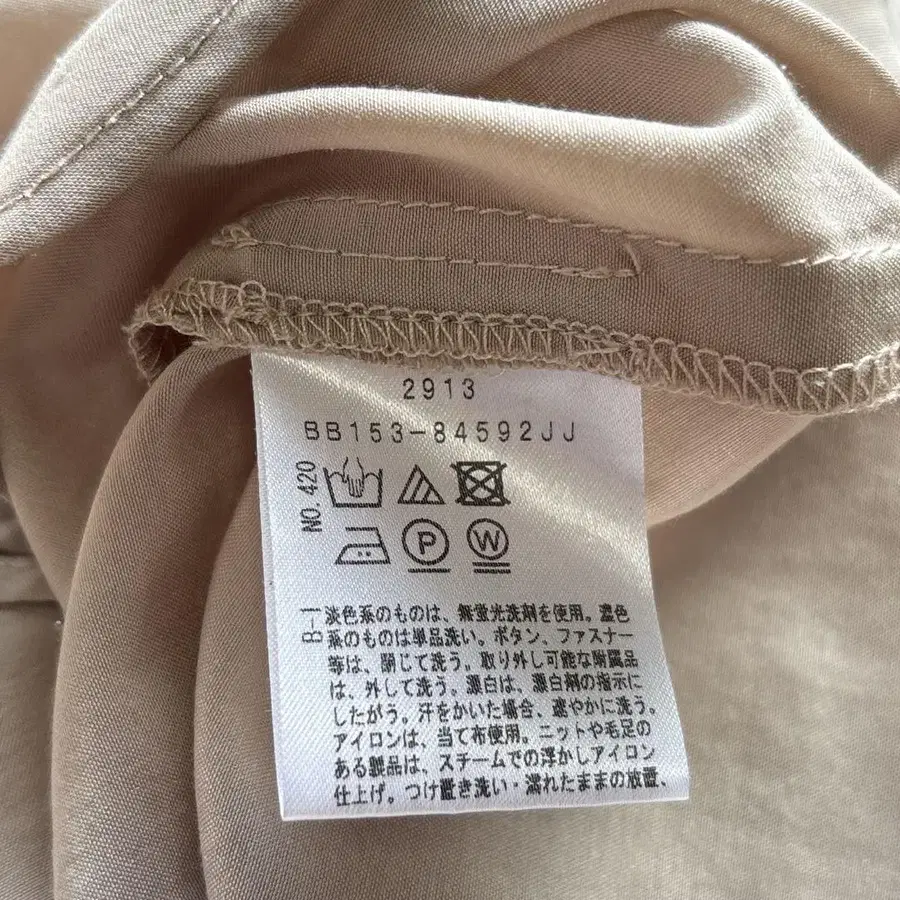 2913
BB153-84592JJ
NO.420
P
W
B-1
淡色系のものは、無蛍光洗剤を使用。濃色
系のものは単品洗い。ボタン、ファスナー
等は、閉じて洗う。取り外し可能な附属品
は、外して洗う。漂白は、漂白剤の指示に
したがう。汗をかいた場合、速やかに洗う。
アイロンは、当て布使用。ニットや毛足の
ある製品は、スチームでの浮かしアイロン
仕上げ。つけ置き洗い・濡れたままの放置、